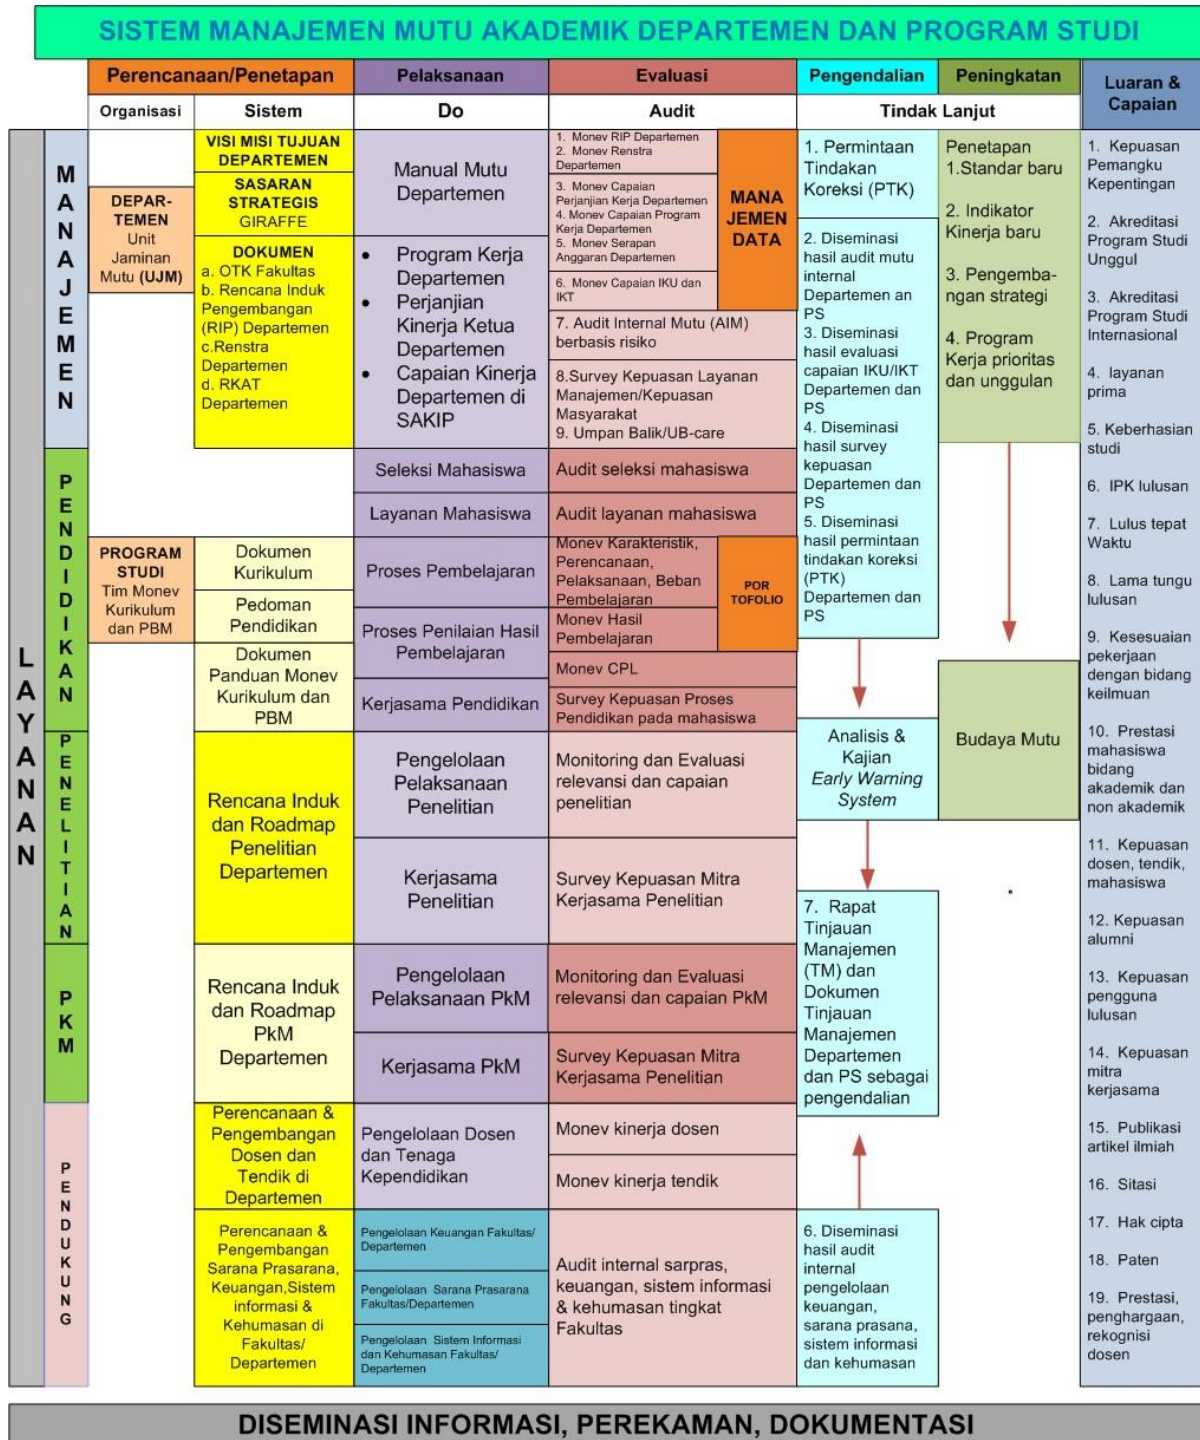 SISTEM MANAJEMEN MUTU AKADEMIK DEPARTEMEN DAN PROGRAM STUDI
Perencanaan/Penetapan
Pelaksanaan
Evaluasi
Pengendalian
Peningkatan
Luaran &
Capaian
Organisasi
Sistem
Do
Audit
Tindak Lanjut
LAYANAN
MANAJEMEN
DEPAR-
TEMEN
Unit
Jaminan
Mutu (UJM)
VISI MISI TUJUAN
DEPARTEMEN
SASARAN
STRATEGIS
GIRAFFE
DOKUMEN
a. OTK Fakultas
b. Rencana Induk
Pengembangan
(RIP) Departemen
c.Renstra
Departemen
d. RKAT
Departemen
Manual Mutu
Departemen
• Program Kerja
Departemen
• Perjanjian
Kinerja Ketua
Departemen
• Capaian Kinerja
Departemen di
SAKIP
1. Monev RIP Departemen
2. Monev Renstra
Departemen
3. Monev Capaian
Perjanjian Kerja Departemen
4. Monev Capaian Program
Kerja Departemen
5. Monev Serapan
Anggaran Departemen
6. Monev Capaian IKU dan
IKT
MANA
JEMEN
DATA
7. Audit Internal Mutu (AIM)
berbasis risiko
8.Survey Kepuasan Layanan
Manajemen/Kepuasan
Masyarakat
9. Umpan Balik/UB-care
PENDIDIKAN
PROGRAM
STUDI
Tim Monev
Kurikulum
dan PBM
Dokumen
Kurikulum
Pedoman
Pendidikan
Dokumen
Panduan Monev
Kurikulum dan
PBM
Seleksi Mahasiswa
Layanan Mahasiswa
Proses Pembelajaran
Proses Penilaian Hasil
Pembelajaran
Kerjasama Pendidikan
Audit seleksi mahasiswa
Audit layanan mahasiswa
Monev Karakteristik,
Perencanaan,
Pelaksanaan, Beban
Pembelajaran
Monev Hasil
Pembelajaran
POR
TOFOLIO
Monev CPL
Survey Kepuasan Proses
Pendidikan pada mahasiswa
PENELITIAN
Rencana Induk
dan Roadmap
Penelitian
Departemen
Pengelolaan
Pelaksanaan
Penelitian
Kerjasama
Penelitian
Monitoring dan Evaluasi
relevansi dan capaian
penelitian
Survey Kepuasan Mitra
Kerjasama Penelitian
PKM
Rencana Induk
dan Roadmap
PkM
Departemen
Pengelolaan
Pelaksanaan PkM
Kerjasama PkM
Monitoring dan Evaluasi
relevansi dan capaian PkM
Survey Kepuasan Mitra
Kerjasama Penelitian
PENDUKUNG
Perencanaan &
Pengembangan
Dosen dan
Tendik di
Departemen
Perencanaan &
Pengembangan
Sarana Prasarana,
Keuangan,Sistem
informasi &
Kehumasan di
Fakultas/
Departemen
Pengelolaan Dosen
dan Tenaga
Kependidikan
Pengelolaan Keuangan Fakultas/
Departemen
Pengelolaan Sarana Prasarana
Fakultas/Departemen
Pengelolaan Sistem Informasi
dan Kehumasan Fakultas/
Departemen
Monev kinerja dosen
Monev kinerja tendik
Audit internal sarpras,
keuangan, sistem informasi
& kehumasan tingkat
Fakultas
1. Permintaan
Tindakan
Koreksi (PTK)
2. Diseminasi
hasil audit mutu
internal
Departemen an
PS
3. Diseminasi
hasil evaluasi
capaian IKU/IKT
Departemen dan
PS
4. Diseminasi
hasil survey
kepuasan
Departemen dan
PS
5. Diseminasi
hasil permintaan
tindakan koreksi
(PTK)
Departemen dan
PS
Analisis &
Kajian
Early Warning
System
7. Rapat
Tinjauan
Manajemen
(TM) dan
Dokumen
Tinjauan
Manajemen
Departemen
dan PS sebagai
pengendalian
6. Diseminasi
hasil audit
internal
pengelolaan
keuangan,
sarana prasana,
sistem informasi
dan kehumasan
Penetapan
1.Standar baru
2. Indikator
Kinerja baru
3. Pengemba-
ngan strategi
4. Program
Kerja prioritas
dan unggulan
Budaya Mutu
1. Kepuasan
Pemangku
Kepentingan
2. Akreditasi
Program Studi
Unggul
3. Akreditasi
Program Studi
Internasional
4. layanan
prima
5. Keberhasian
studi
6. IPK lulusan
7. Lulus tepat
Waktu
8. Lama tungu
lulusan
9. Kesesuaian
pekerjaan
dengan bidang
keilmuan
10. Prestasi
mahasiswa
bidang
akademik dan
non akademik
11. Kepuasan
dosen, tendik,
mahasiswa
12. Kepuasan
alumni
13. Kepuasan
pengguna
lulusan
14. Kepuasan
mitra
kerjasama
15. Publikasi
artikel ilmiah
16. Sitasi
17. Hak cipta
18. Paten
19. Prestasi,
penghargaan,
rekognisi
dosen
DISEMINASI INFORMASI, PEREKAMAN, DOKUMENTASI